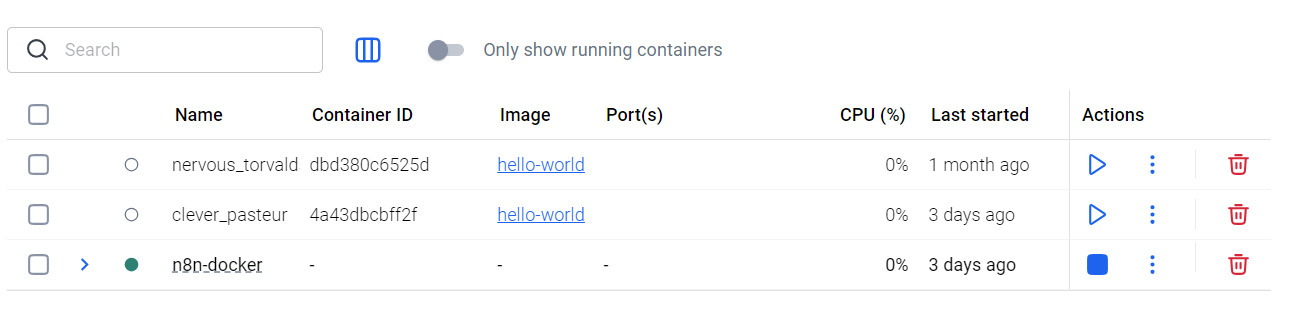 Search Only show running containers
Name Container ID Image Port(s) CPU (%) Last started Actions
nervous_torvald dbd380c6525d hello-world 0% 1 month ago
clever_pasteur 4a43dbcbff2f hello-world 0% 3 days ago
n8n-docker - - - 0% 3 days ago